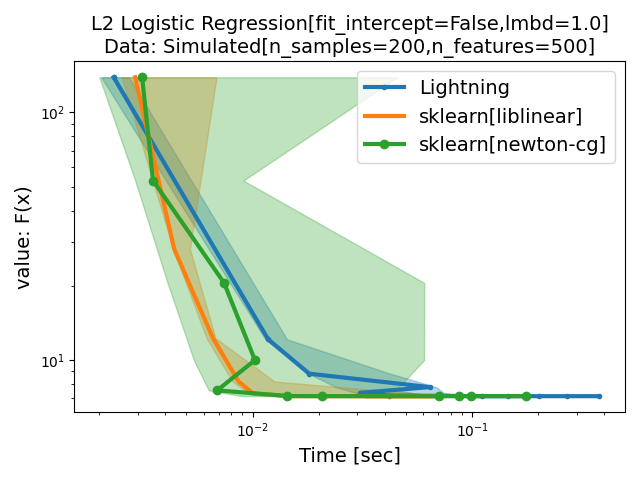 L2 Logistic Regression[fit_intercept=False,lmbd=1.0]
Data: Simulated[n_samples=200,n_features=500]
Lightning
sklearn[liblinear]
sklearn[newton-cg]
value: F(x)
10²
10¹
10⁻²
10⁻¹
Time [sec]